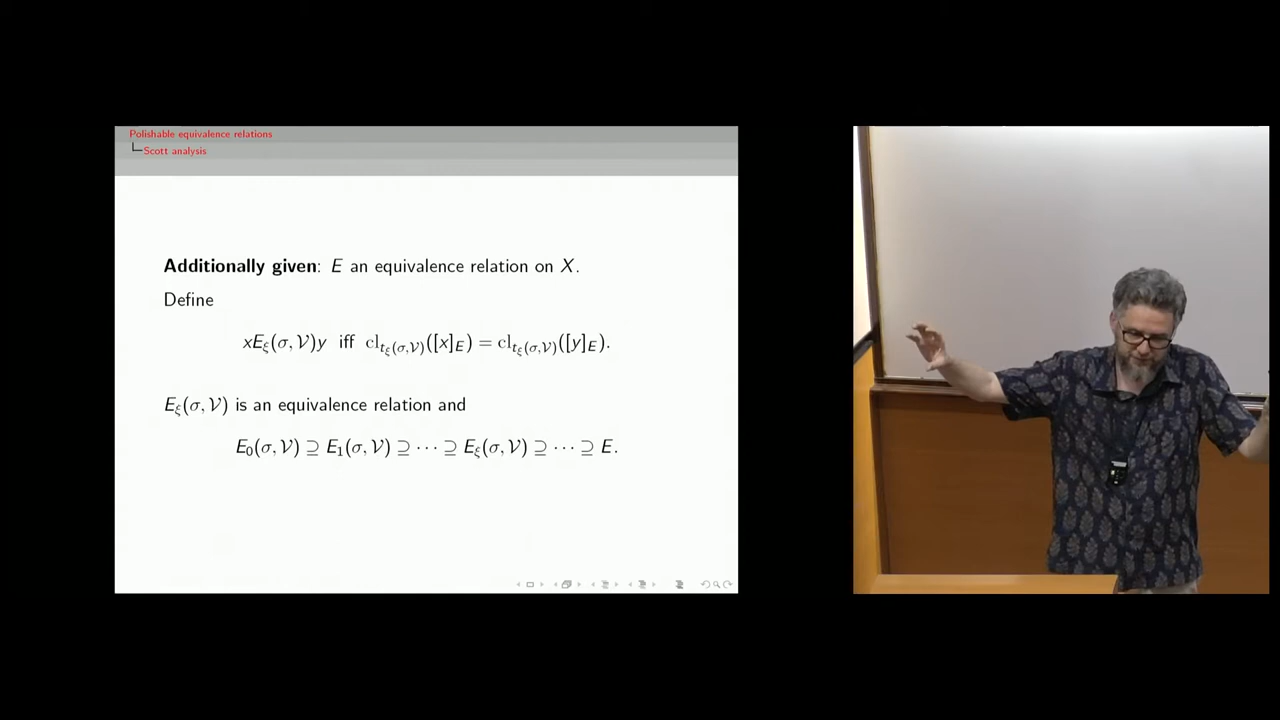 Polishable equivalence relations
Scott analysis
Additionally given: E an equivalence relation on X.
Define
xE_ξ(σ, 𝒱)y iff cl_{t_ξ(σ,𝒱)}([x]_E) = cl_{t_ξ(σ,𝒱)}([y]_E).
E_ξ(σ, 𝒱) is an equivalence relation and
E_0(σ, 𝒱) ⊇ E_1(σ, 𝒱) ⊇ ⋯ ⊇ E_ξ(σ, 𝒱) ⊇ ⋯ ⊇ E.